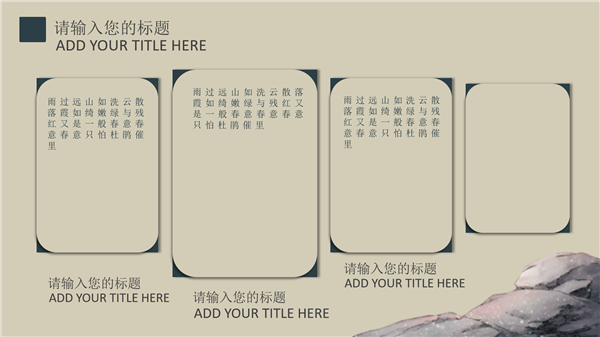 请输入您的标题
ADD YOUR TITLE HERE
雨过远山如洗云散
落霞如绮嫩绿与残
红又是一般春意春
意春意只怕杜鹃催
里
雨过远山如洗云散落
霞如绮嫩绿与残红又
是一般春意春意春意
只怕杜鹃催里
雨过远山如洗云散
落霞如绮嫩绿与残
红又是一般春意春
意春意只怕杜鹃催
里
请输入您的标题
ADD YOUR TITLE HERE
请输入您的标题
ADD YOUR TITLE HERE
请输入您的标题
ADD YOUR TITLE HERE